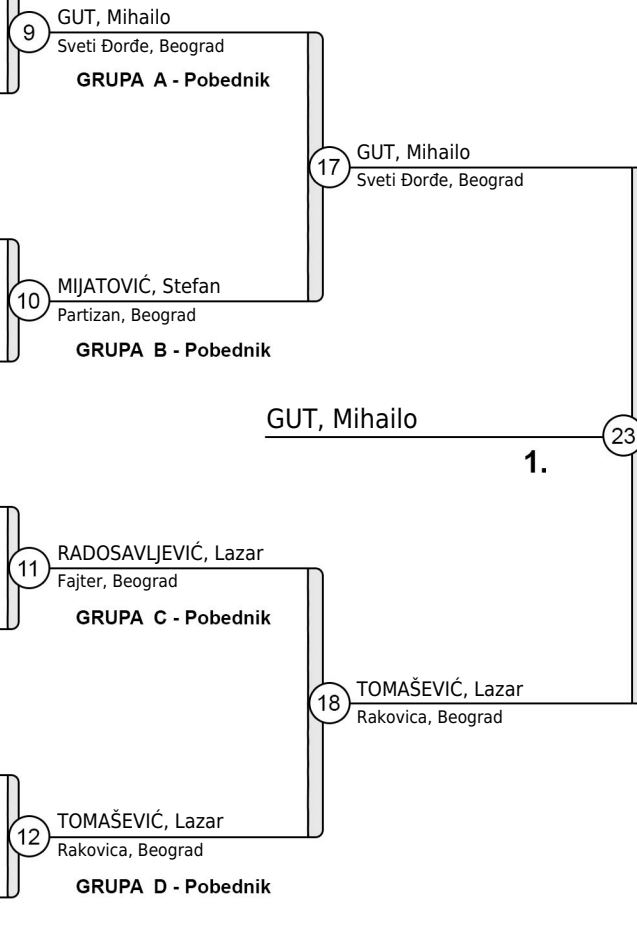 9
GUT, Mihailo
Sveti Đorđe, Beograd
GRUPA A - Pobednik
17
GUT, Mihailo
Sveti Đorđe, Beograd
10
MIJATOVIĆ, Stefan
Partizan, Beograd
GRUPA B - Pobednik
GUT, Mihailo
23
1.
11
RADOSAVLJEVIĆ, Lazar
Fajter, Beograd
GRUPA C - Pobednik
18
TOMAŠEVIĆ, Lazar
Rakovica, Beograd
12
TOMAŠEVIĆ, Lazar
Rakovica, Beograd
GRUPA D - Pobednik